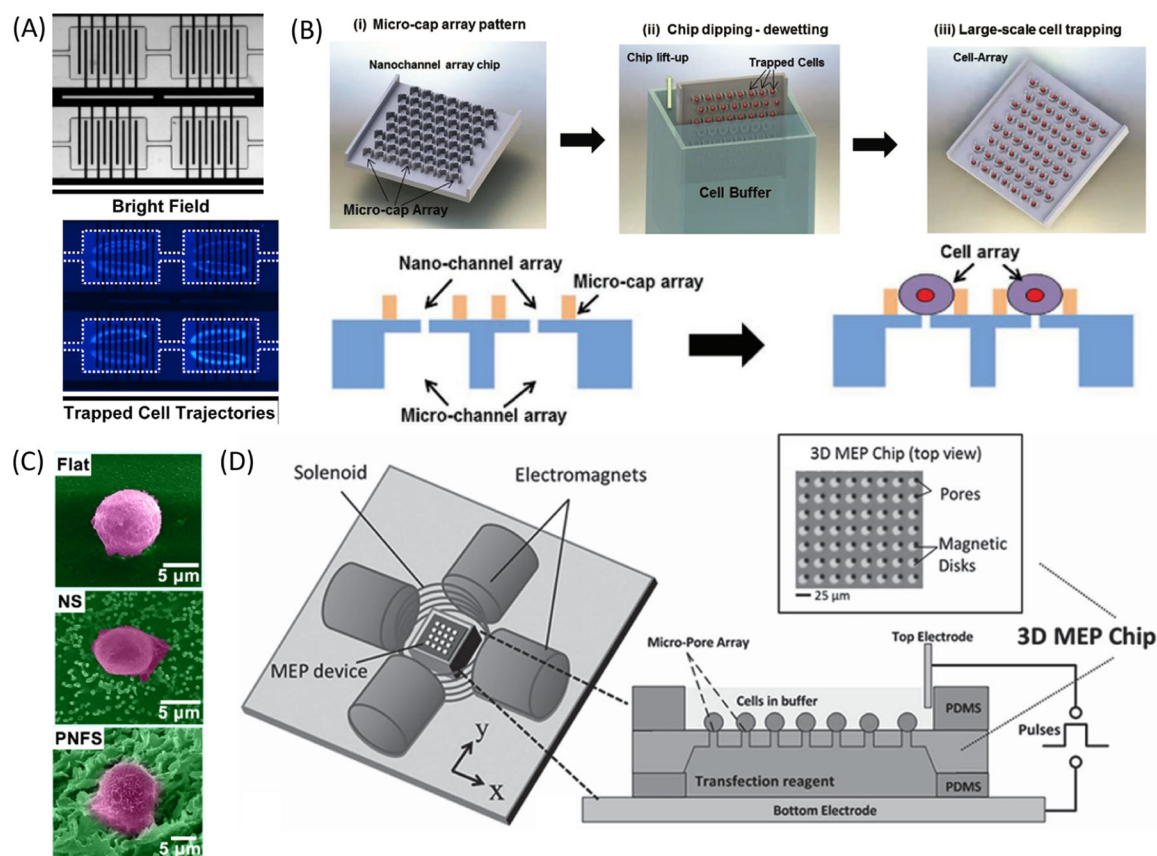 (A)
Bright Field
Trapped Cell Trajectories
(B)
(i) Micro-cap array pattern
Nanochannel array chip
Micro-cap Array
(ii) Chip dipping - dewetting
Chip lift-up
Trapped Cells
Cell Buffer
(iii) Large-scale cell trapping
Cell-Array
Nano-channel array
Micro-cap array
Micro-channel array
Cell array
(C)
Flat
5 µm
NS
5 µm
PNFS
5 µm
(D)
Solenoid
Electromagnets
MEP device
y
x
3D MEP Chip (top view)
Pores
Magnetic
Disks
25 µm
3D MEP Chip
Top Electrode
Micro-Pore Array
Cells in buffer
PDMS
Pulses
Transfection reagent
PDMS
Bottom Electrode